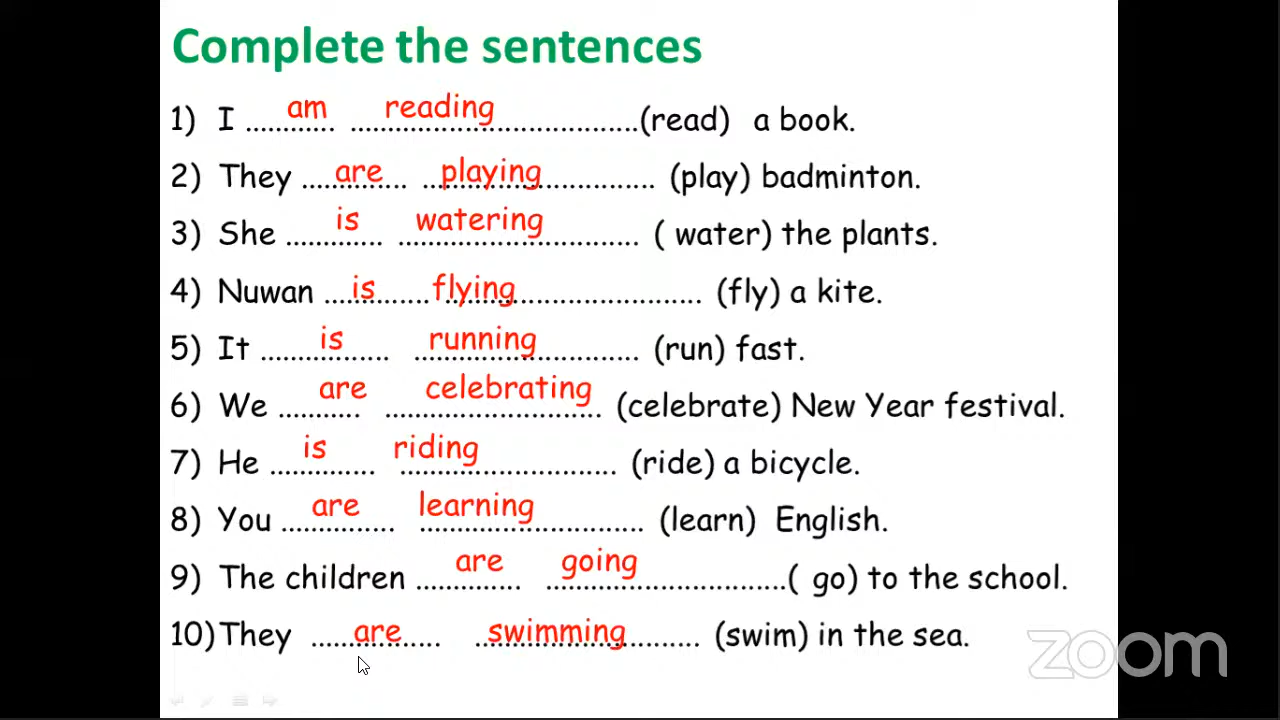 Complete the sentences
1) I ............ am reading ....................................(read) a book.
2) They .............. are playing ............................. (play) badminton.
3) She ............. is watering .............................. ( water) the plants.
4) Nuwan ............. is flying ................................ (fly) a kite.
5) It ................ is running ............................ (run) fast.
6) We ........... are celebrating ........................... (celebrate) New Year festival.
7) He .............. is riding ........................... (ride) a bicycle.
8) You .............. are learning ............................ (learn) English.
9) The children ............. are going ..............................( go) to the school.
10) They ................ are swimming ............................ (swim) in the sea.
zoom